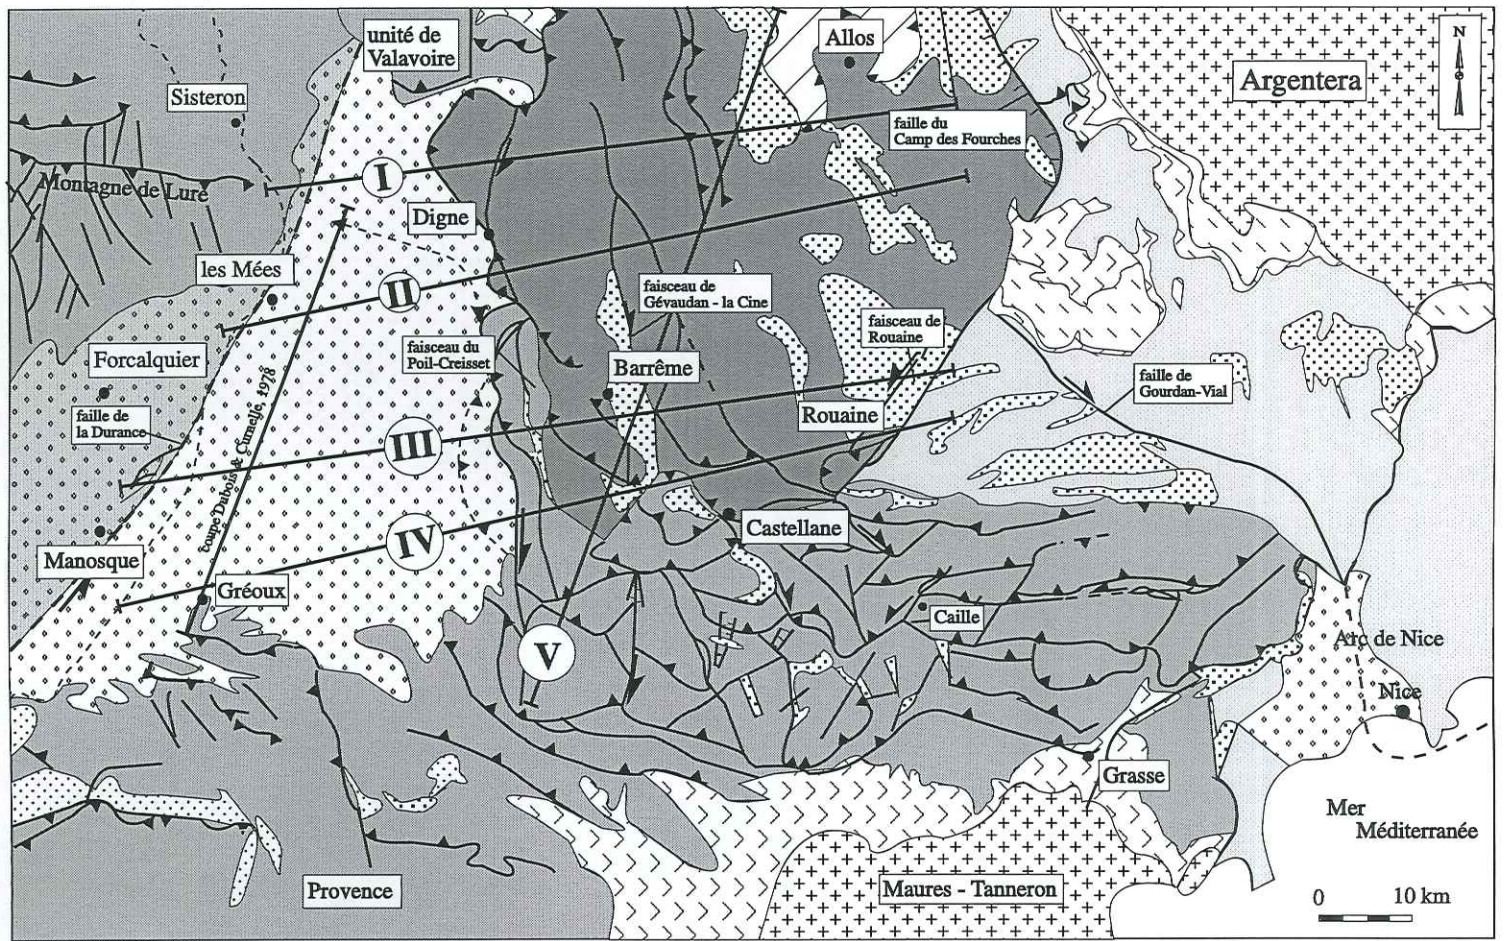 unité de
Valavoire
Allos
N
Argentera
Sisteron
faille du
Camp des Fourches
Montagne de Lure
I
Digne
les Mées
II
faisceau de
Gévaudan - la Cine
faisceau de
Rouaine
faisceau du
Poil-Creisset
Forcalquier
Barrême
faille de
Gourdan-Vial
faille de
la Durance
coupe Dubois & Curnelle, 1978
Rouaine
III
Castellane
IV
Manosque
Gréoux
Caille
Arc de Nice
V
Nice
Grasse
Mer
Méditerranée
Provence
Maures - Tanneron
0 10 km